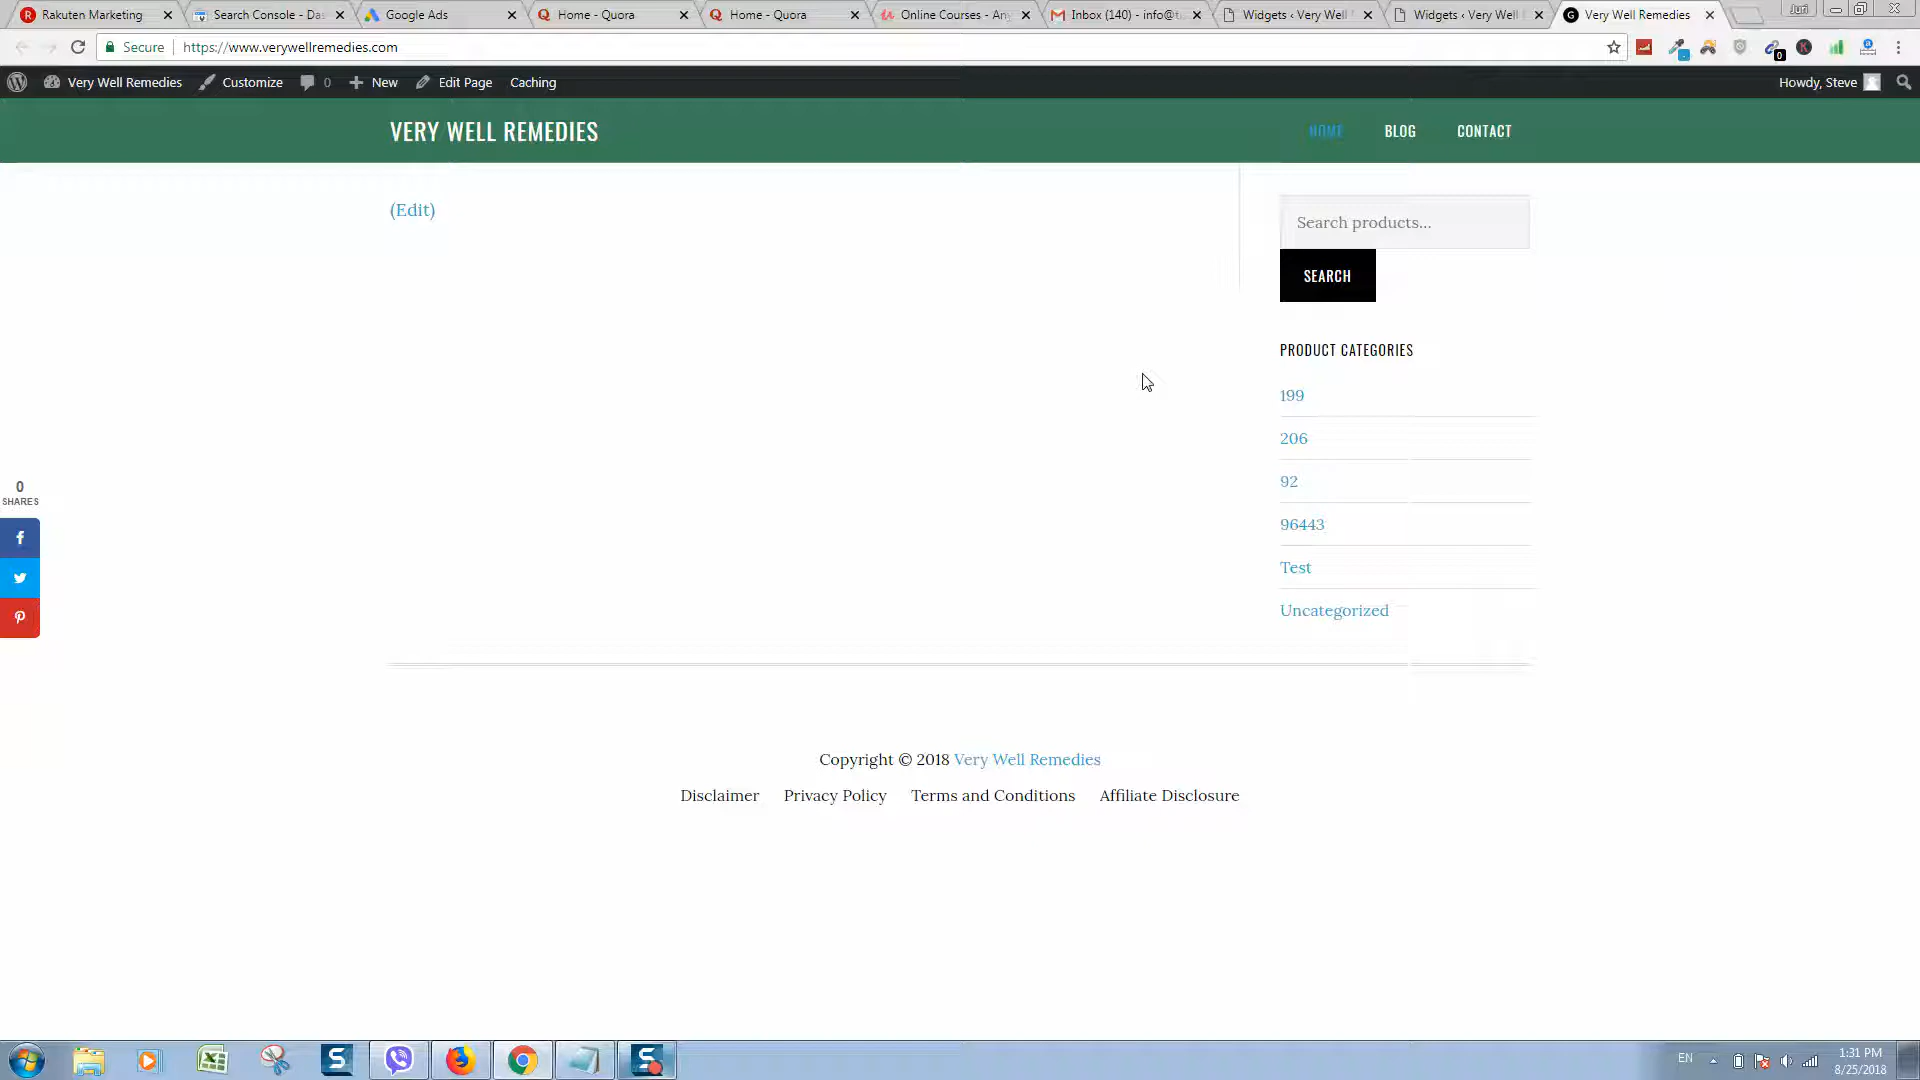 Rakuten Marketing
Search Console - Da
Google Ads
Home - Quora
Home - Quora
Online Courses - An
Inbox (140) - info@t
Widgets ‹ Very Well
Widgets ‹ Very Well
Very Well Remedies
Juri
Secure
https://www.verywellremedies.com
0
Very Well Remedies
Customize
0
New
Edit Page
Caching
Howdy, Steve
VERY WELL REMEDIES
HOME
BLOG
CONTACT
(Edit)
Search products…
SEARCH
PRODUCT CATEGORIES
199
206
92
96443
Test
Uncategorized
0
SHARES
Copyright © 2018 Very Well Remedies
Disclaimer
Privacy Policy
Terms and Conditions
Affiliate Disclosure
EN
1:31 PM
8/25/2018